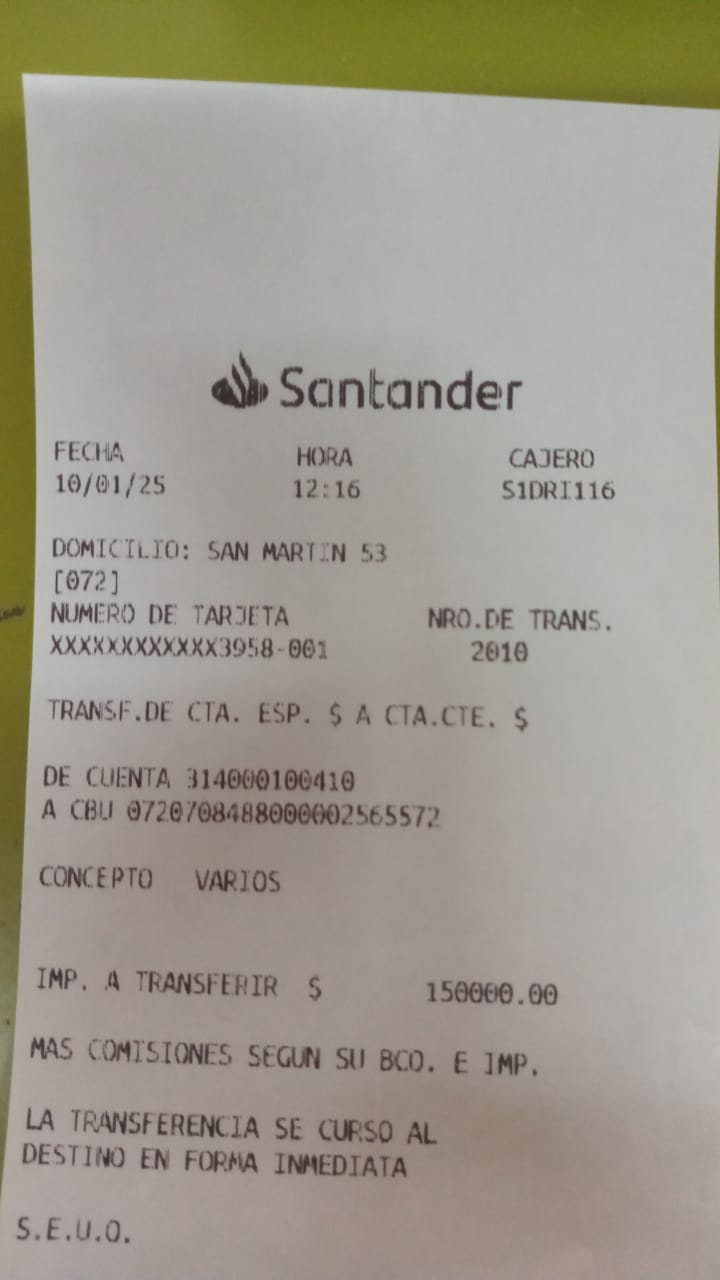 Santander
FECHA HORA CAJERO
10/01/25 12:16 S1DRI116
DOMICILIO: SAN MARTIN 53
[072]
NUMERO DE TARJETA NRO.DE TRANS.
XXXXXXXXXXXX3958-001 2010
TRANSF.DE CTA. ESP. $ A CTA.CTE. $
DE CUENTA 314000100410
A CBU 0720708488000002565572
CONCEPTO VARIOS
IMP. A TRANSFERIR $ 150000.00
MAS COMISIONES SEGUN SU BCO. E IMP.
LA TRANSFERENCIA SE CURSO AL
DESTINO EN FORMA INMEDIATA
S.E.U.O.